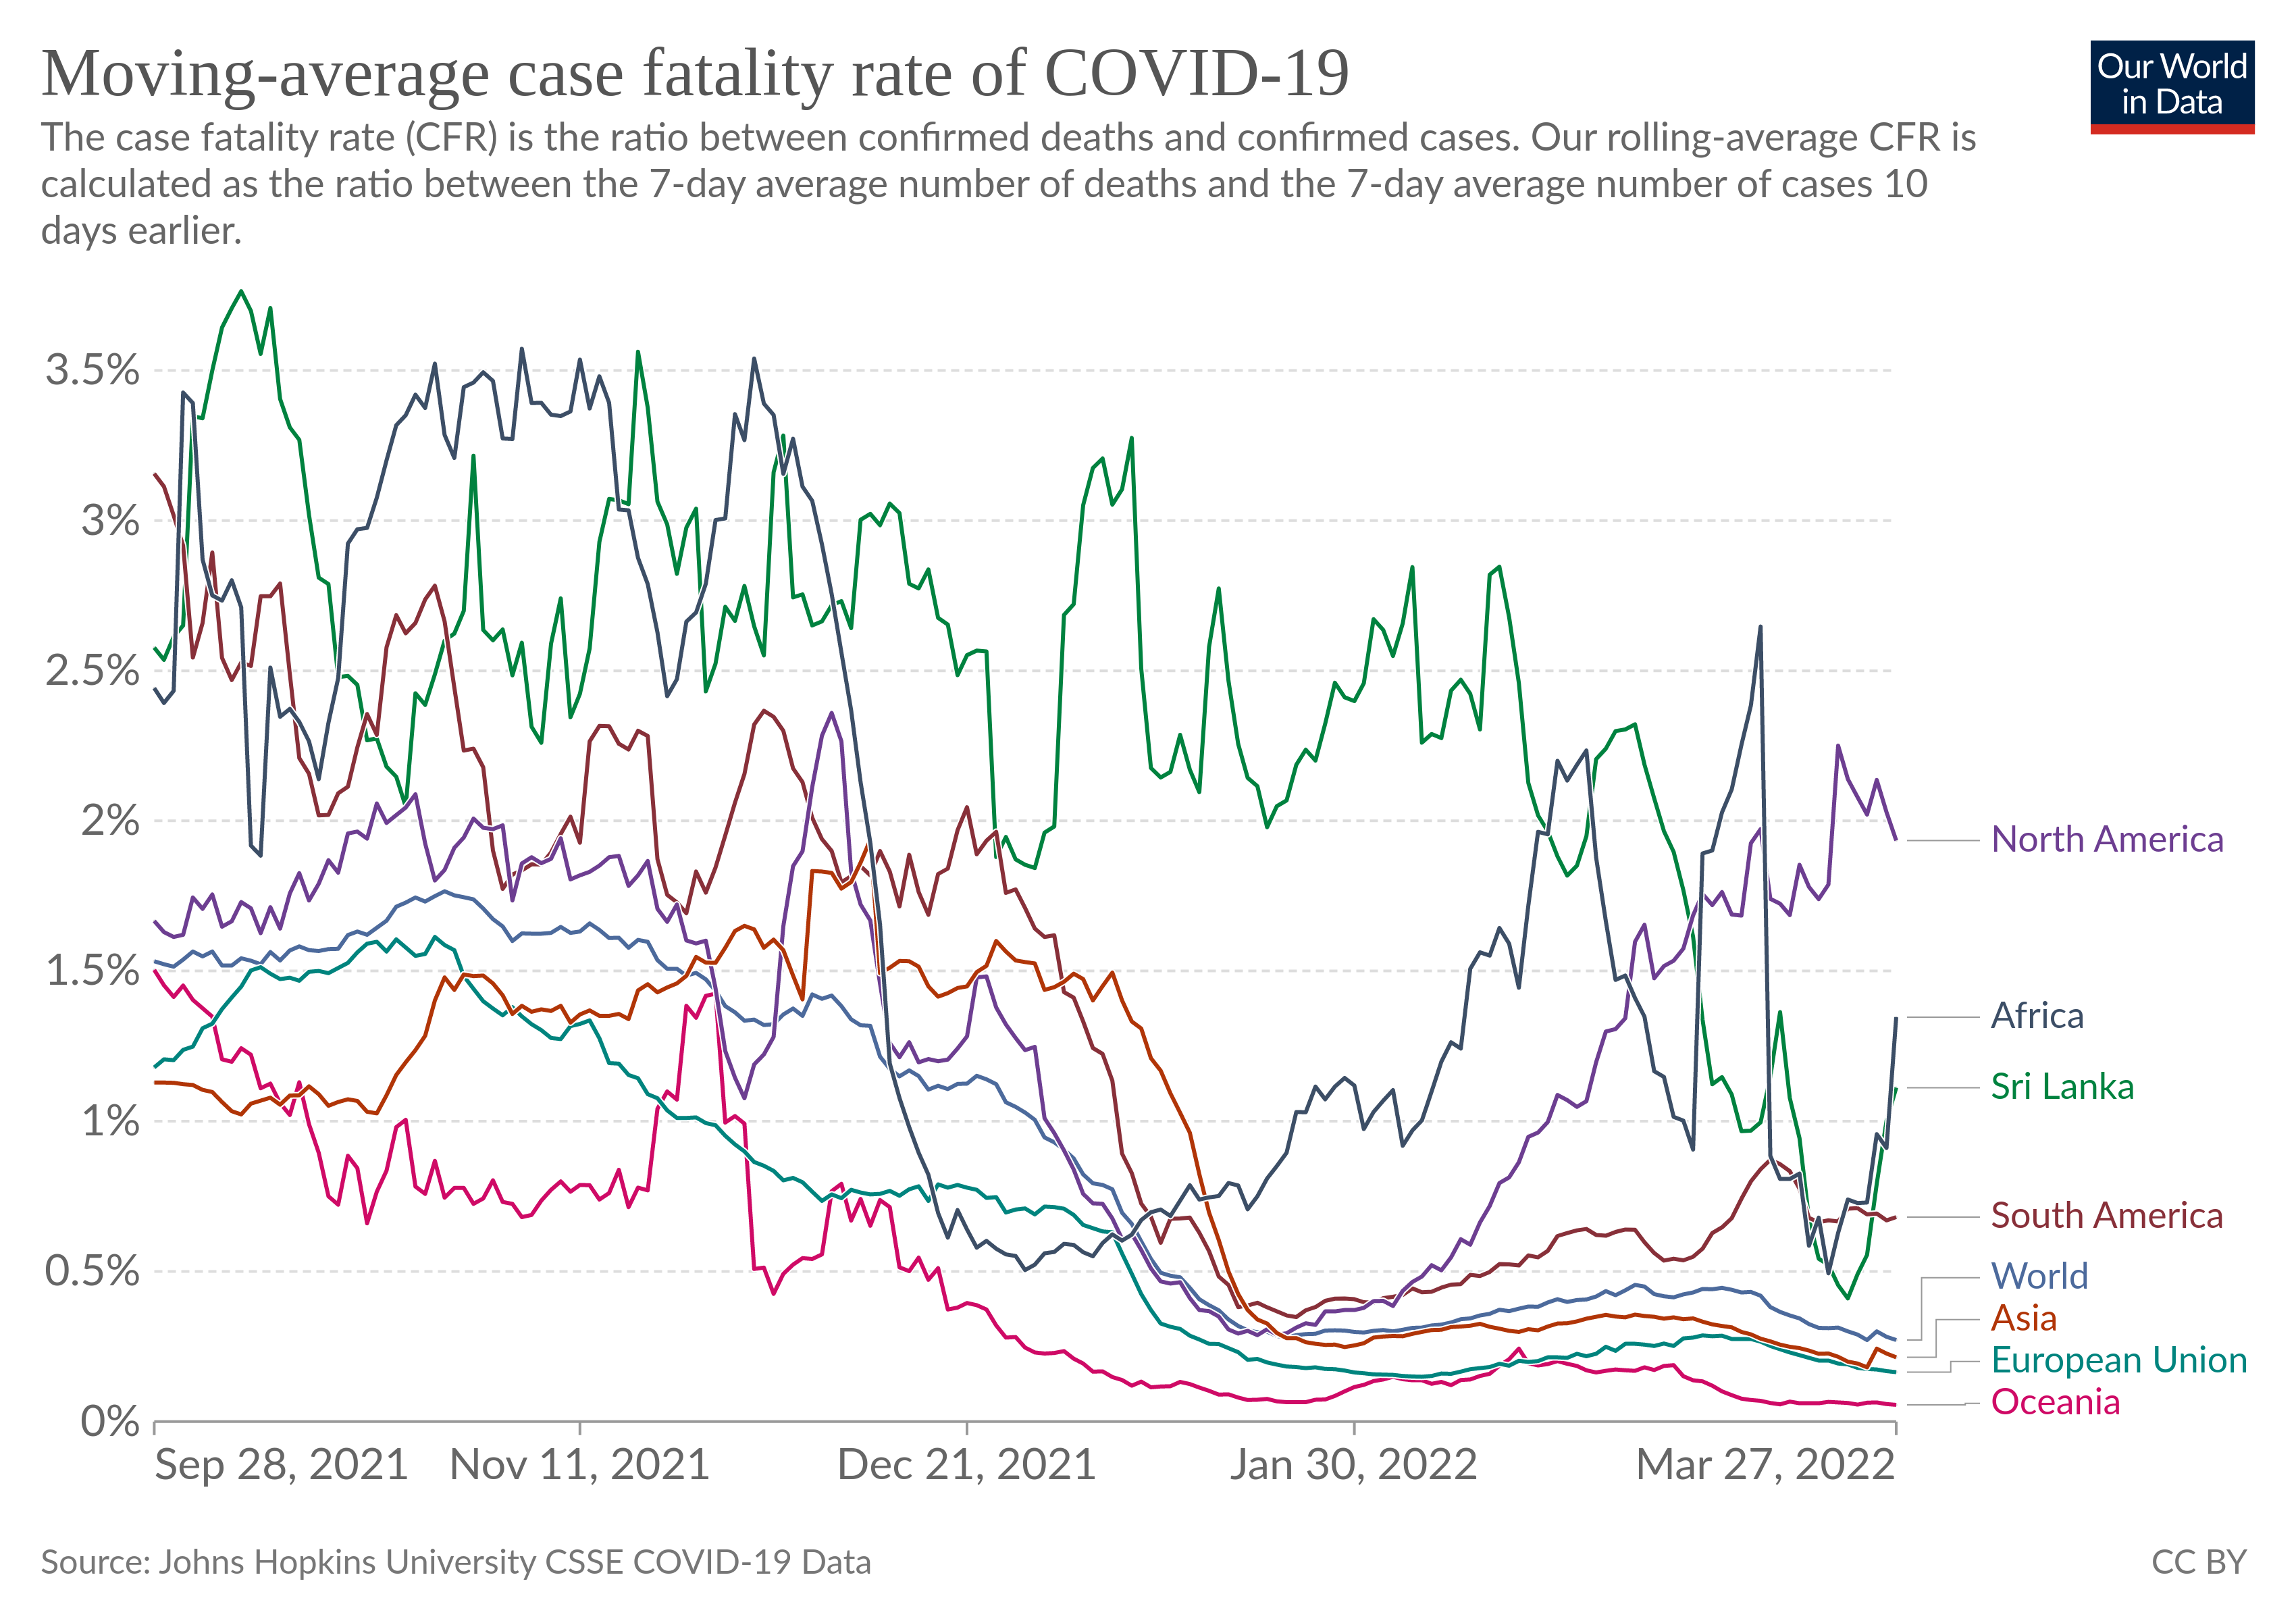 Moving-average case fatality rate of COVID-19
Our World
in Data
The case fatality rate (CFR) is the ratio between confirmed deaths and confirmed cases. Our rolling-average CFR is
calculated as the ratio between the 7-day average number of deaths and the 7-day average number of cases 10
days earlier.
3.5%
3%
2.5%
2%
1.5%
1%
0.5%
0%
North America
Africa
Sri Lanka
South America
World
Asia
European Union
Oceania
Sep 28, 2021
Nov 11, 2021
Dec 21, 2021
Jan 30, 2022
Mar 27, 2022
Source: Johns Hopkins University CSSE COVID-19 Data
CC BY